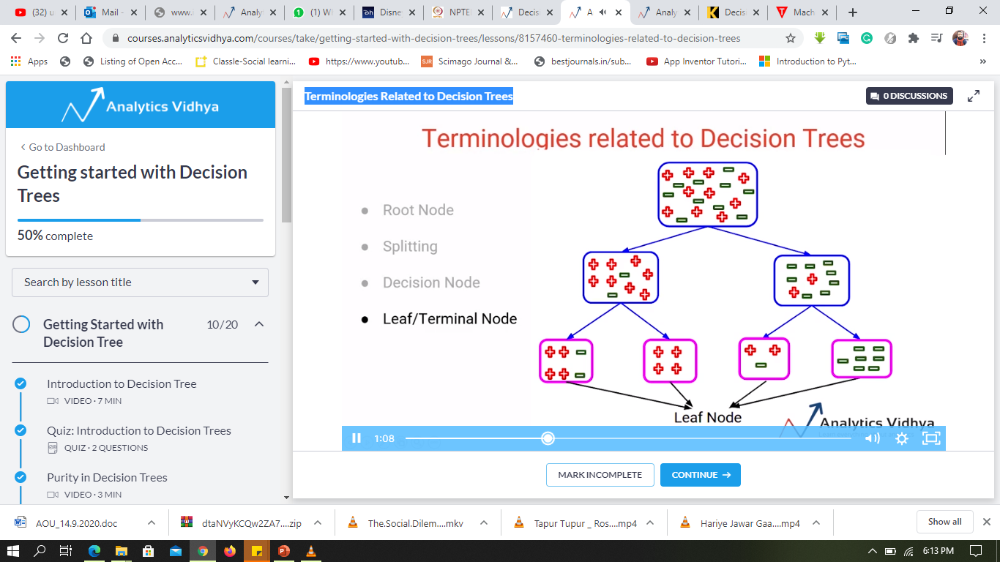 (32) u
Mail -
www.r
Analy
(1) W
Disne
NPTE
Decis
A
Analy
Decis
Mach
courses.analyticsvidhya.com/courses/take/getting-started-with-decision-trees/lessons/8157460-terminologies-related-to-decision-trees
Apps
Listing of Open Acc...
Classle-Social learni...
https://www.youtub...
SJR
Scimago Journal &...
bestjournals.in/sub...
App Inventor Tutori...
Introduction to Pyt...
»
Analytics Vidhya
< Go to Dashboard
Getting started with Decision
Trees
50% complete
Search by lesson title
Getting Started with
Decision Tree
10/20
Introduction to Decision Tree
VIDEO · 7 MIN
Quiz: Introduction to Decision Trees
QUIZ · 2 QUESTIONS
Purity in Decision Trees
VIDEO · 3 MIN
Terminologies Related to Decision Trees
0 DISCUSSIONS
Terminologies related to Decision Trees
● Root Node
● Splitting
● Decision Node
● Leaf/Terminal Node
Leaf Node
Analytics Vidhya
1:08
MARK INCOMPLETE
CONTINUE →
AOU_14.9.2020.doc
dtaNVyKCQw2ZA7....zip
The.Social.Dilem....mkv
Tapur Tupur _ Ros....mp4
Hariye Jawar Gaa....mp4
Show all
6:13 PM